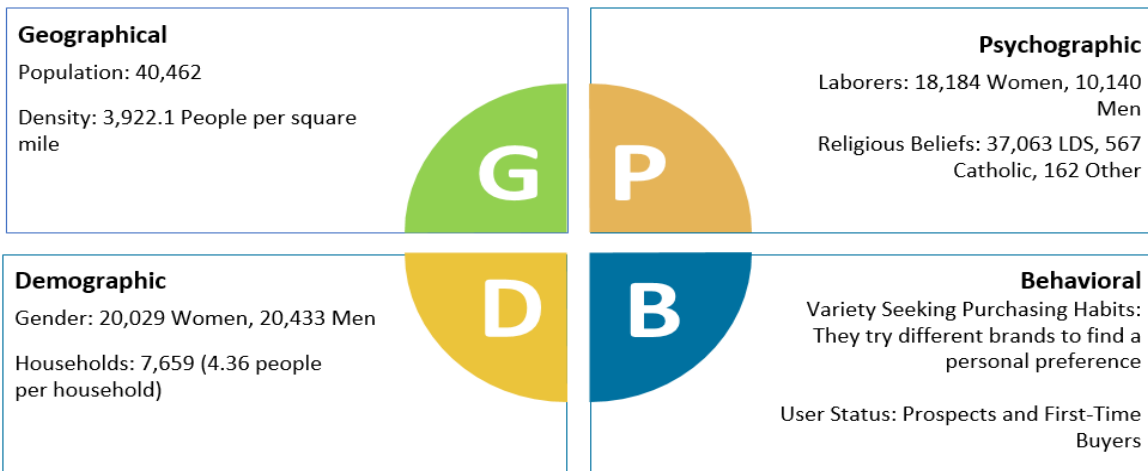 Geographical
Population: 40,462
Density: 3,922.1 People per square
mile
G
Psychographic
Laborers: 18,184 Women, 10,140
Men
Religious Beliefs: 37,063 LDS, 567
Catholic, 162 Other
P
Demographic
Gender: 20,029 Women, 20,433 Men
Households: 7,659 (4.36 people
per household)
D
Behavioral
Variety Seeking Purchasing Habits:
They try different brands to find a
personal preference
User Status: Prospects and First-Time
Buyers
B